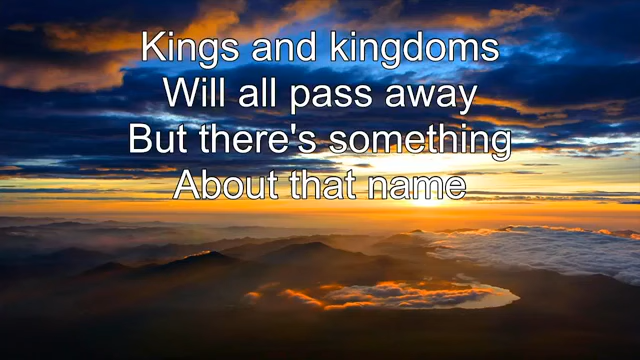 Kings and kingdoms
Will all pass away
But there's something
About that name